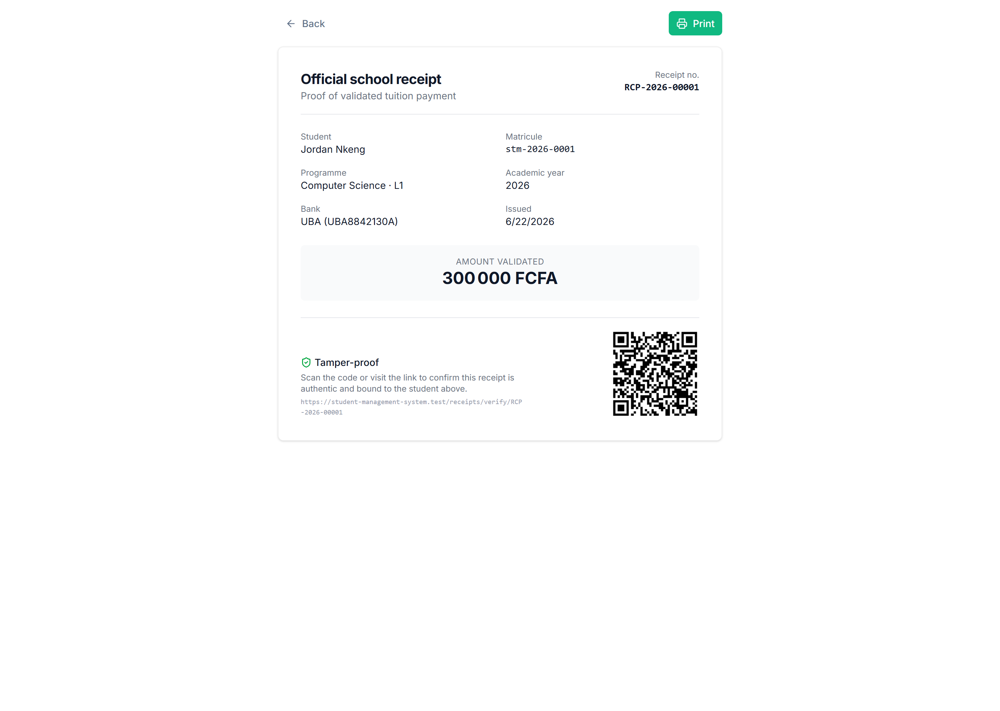 Back
Print
Official school receipt
Proof of validated tuition payment
Receipt no.
RCP-2026-00001
Student
Jordan Nkeng
Matricule
stm-2026-0001
Programme
Computer Science · L1
Academic year
2026
Bank
UBA (UBA8842130A)
Issued
6/22/2026
AMOUNT VALIDATED
300 000 FCFA
Tamper-proof
Scan the code or visit the link to confirm this receipt is
authentic and bound to the student above.
https://student-management-system.test/receipts/verify/RCP
-2026-00001